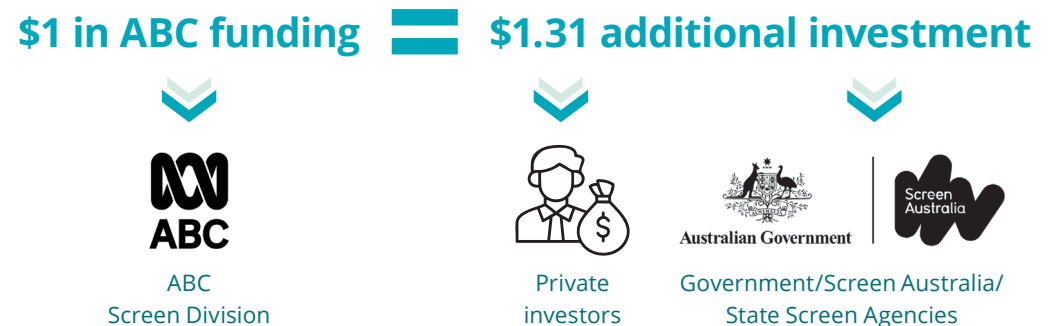 $1 in ABC funding = $1.31 additional investment
ABC
$
Australian Government
Screen
Australia
ABC
Screen Division
Private
investors
Government/Screen Australia/
State Screen Agencies